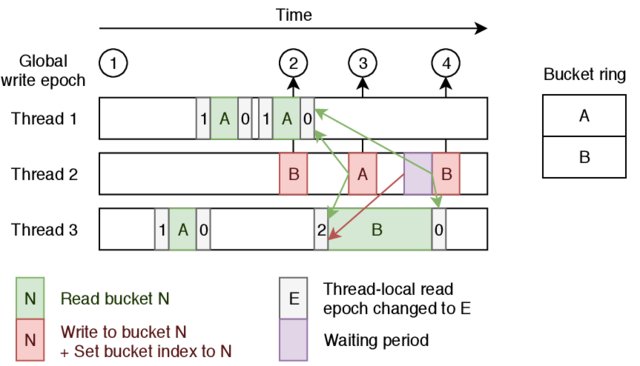 Time
Global
write epoch
1
2
3
4
Bucket ring
A
B
Thread 1
1 A 0 1 A 0
Thread 2
B A B
Thread 3
1 A 0 2 B 0
N Read bucket N
N Write to bucket N
+ Set bucket index to N
E Thread-local read
epoch changed to E
Waiting period